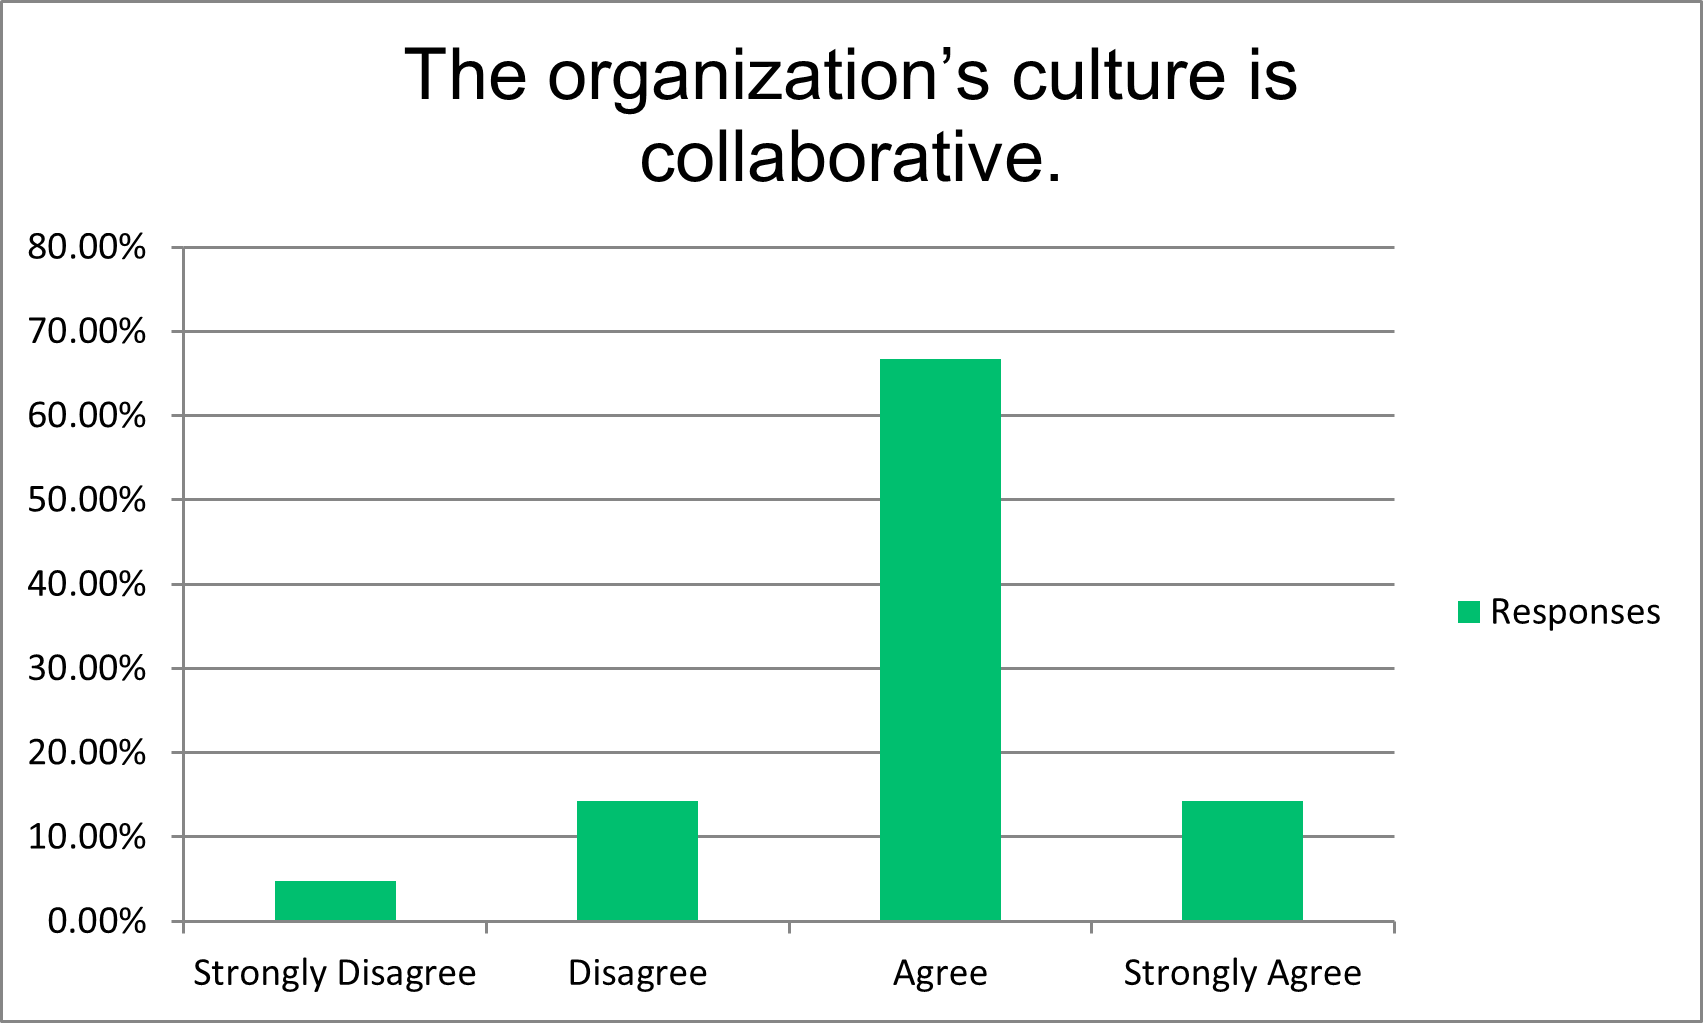 The organization’s culture is
collaborative.
80.00%
70.00%
60.00%
50.00%
40.00%
30.00%
20.00%
10.00%
0.00%
Strongly Disagree
Disagree
Agree
Strongly Agree
Responses